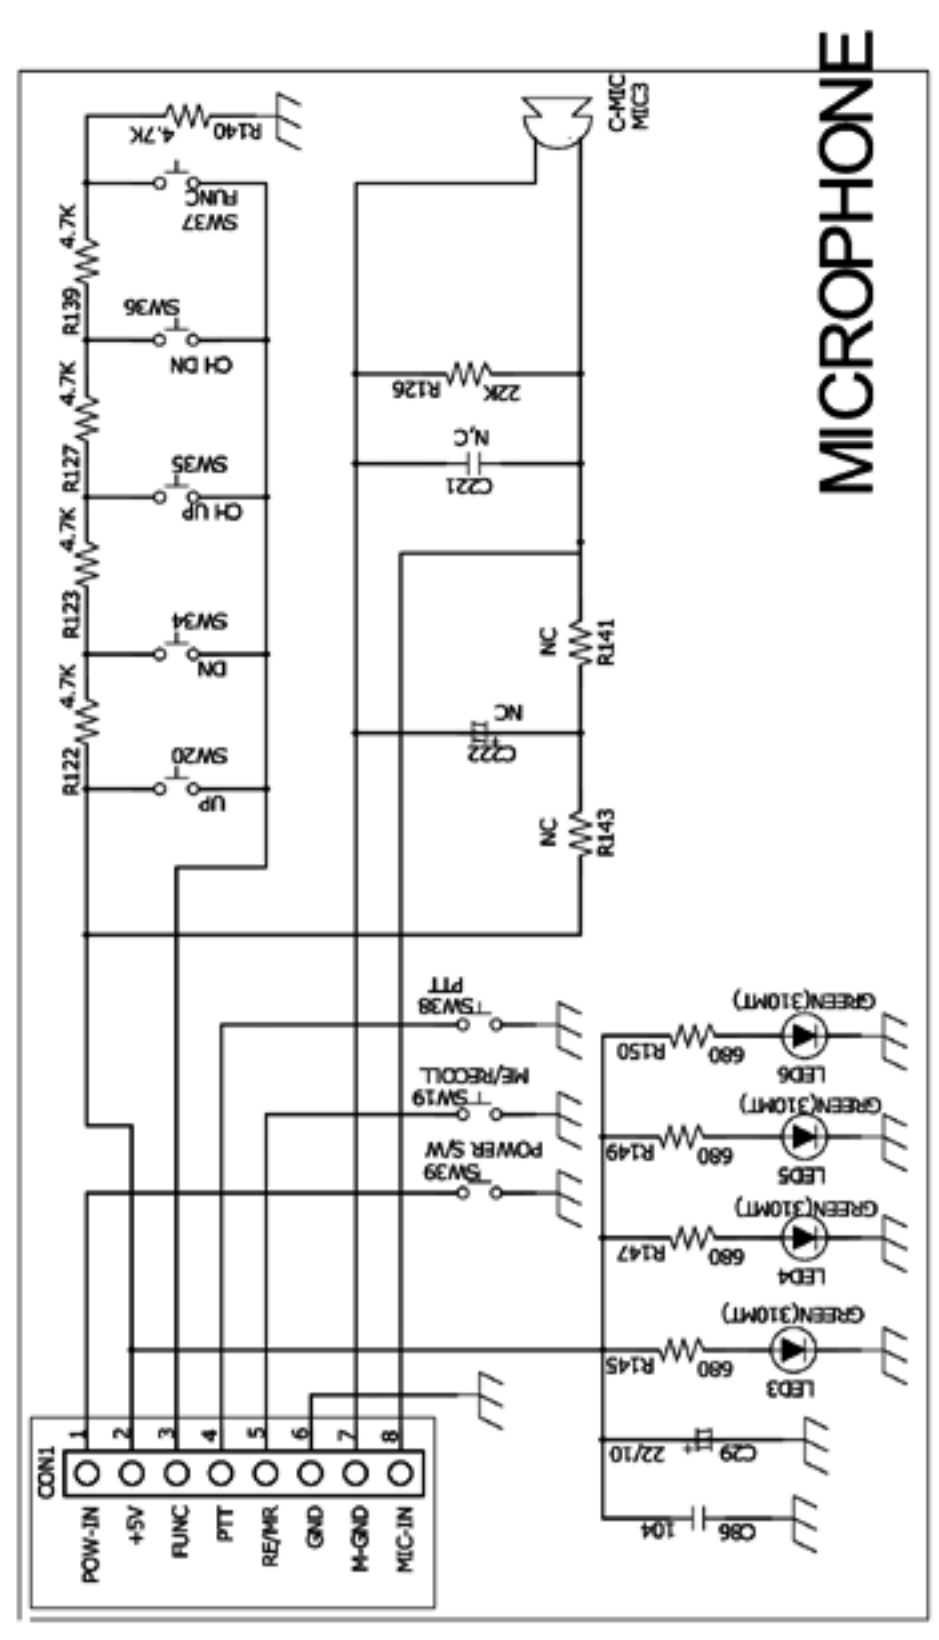 MICROPHONE
C-MIC
MIC3
4.7K
R140
FUNC
SW37
4.7K
R139
SW36
CH DN
4.7K
R127
SW35
CH UP
4.7K
R123
SW34
DN
4.7K
R122
SW20
UP
R126
22K
N,C
C221
NC
R141
NC
C222
NC
R143
PTT
SW38
ME/RECOLL
SW19
POWER S/W
SW39
GREEN(310MT)
R150
680
LED6
GREEN(310MT)
R149
680
LED5
GREEN(310MT)
R147
680
LED4
GREEN(310MT)
R145
680
LED3
22/10
+
C29
104
C86
CON1
1
2
3
4
5
6
7
8
POW-IN
+5V
FUNC
PTT
RE/MR
GND
M-GND
MIC-IN